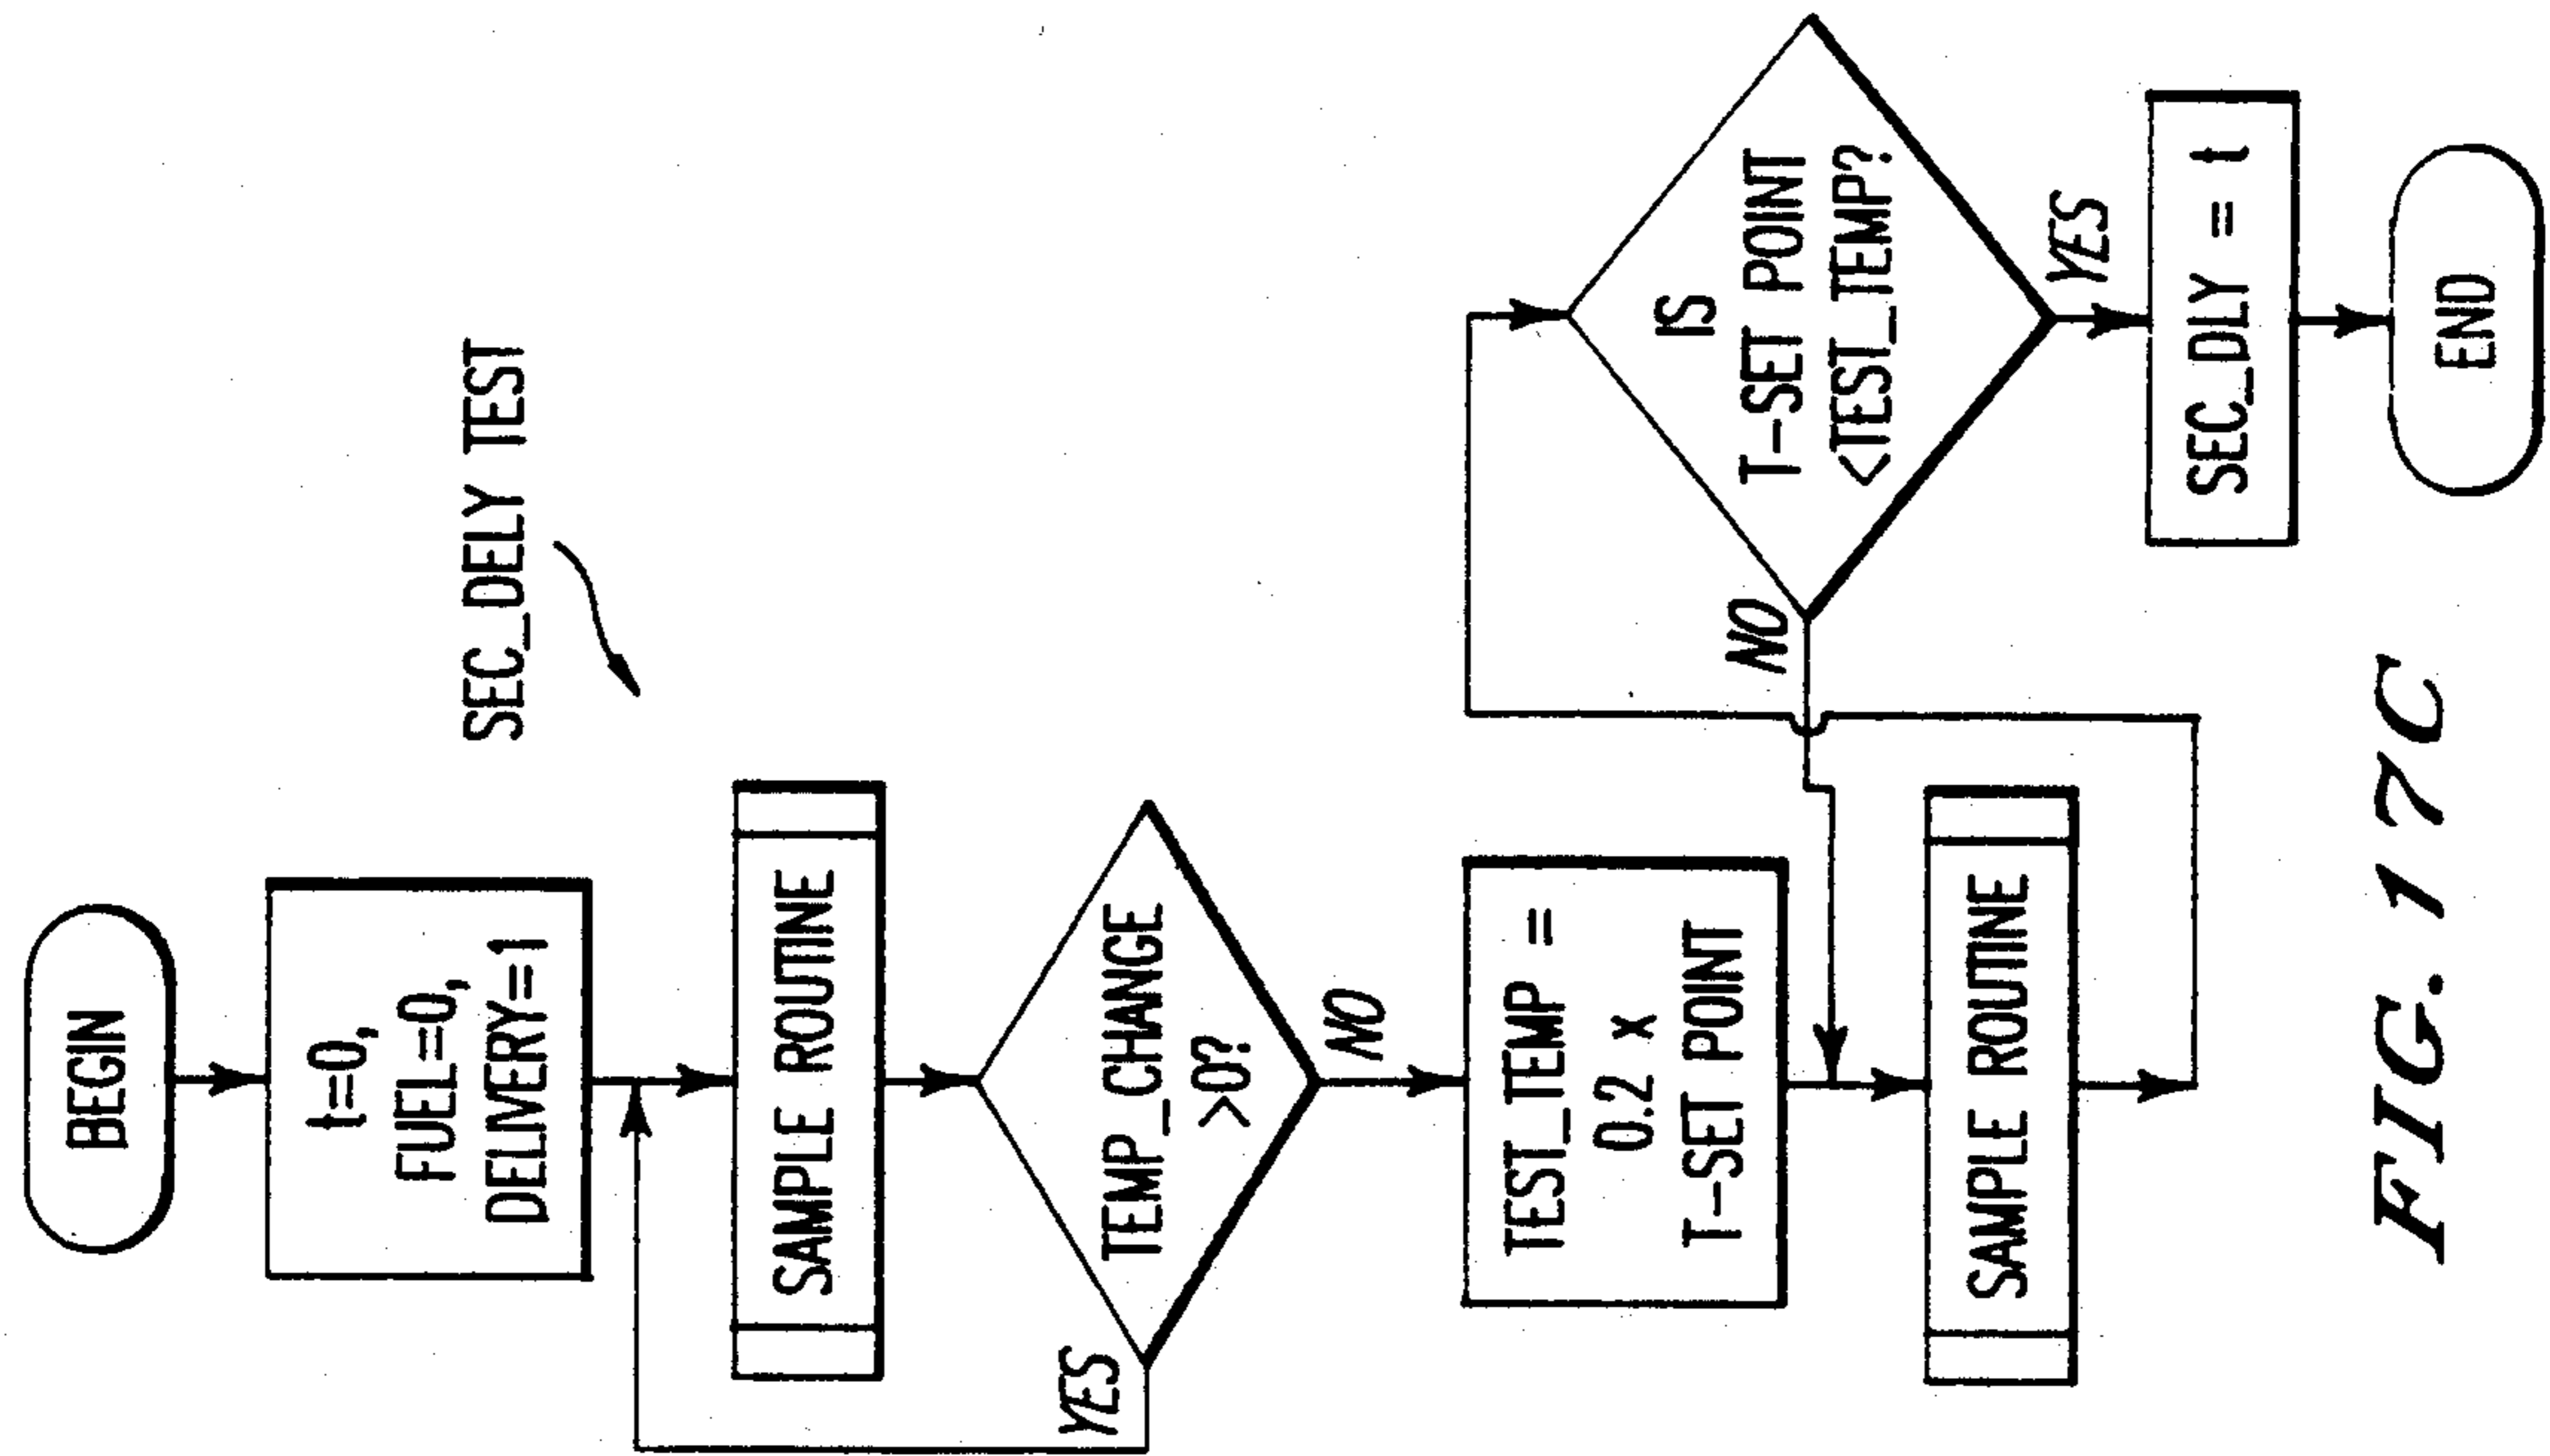 SEC_DELY TEST
BEGIN
t=0,
FUEL=0,
DELIVERY=1
SAMPLE ROUTINE
TEMP_CHANGE
>0?
YES
NO
TEST_TEMP =
0.2 x
T-SET POINT
SAMPLE ROUTINE
IS
T-SET POINT
<TEST_TEMP?
NO
YES
SEC_DLY = t
END
FIG. 17C